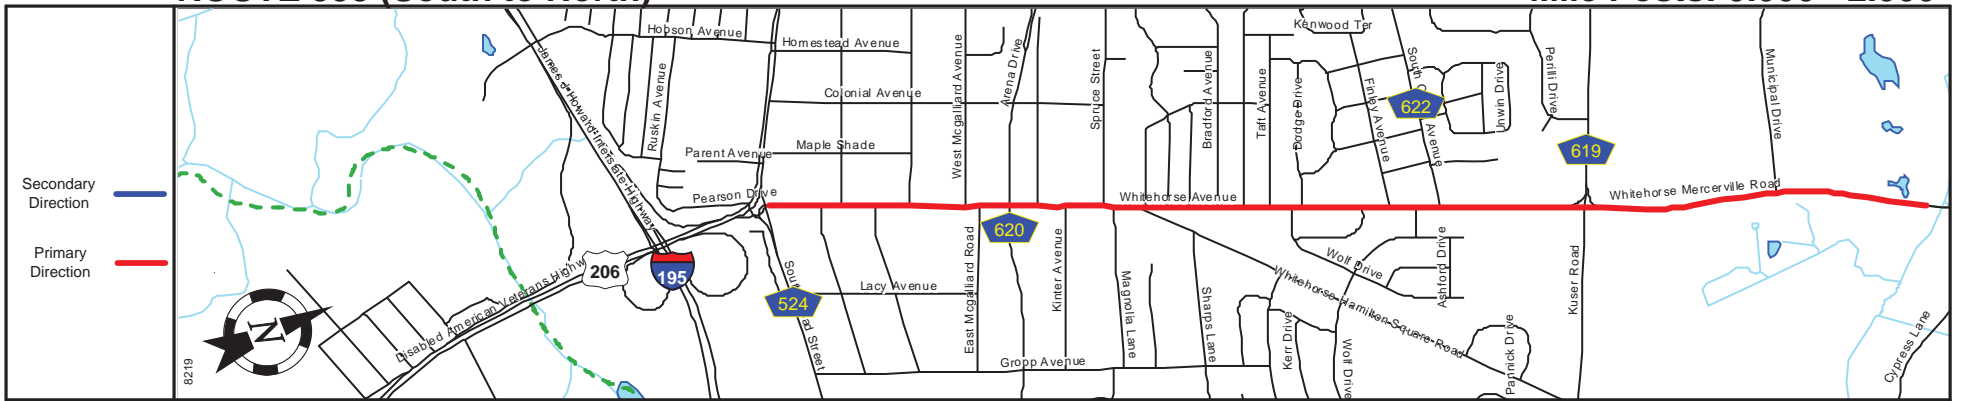 Secondary
Direction
Primary
Direction
8219
N
Hobson Avenue
Homestead Avenue
Kenwood Ter
James J Howard Interstate Highway
Ruskin Avenue
Colonial Avenue
West Mcgalliard Avenue
Arena Drive
Spruce Street
Bradford Avenue
Taft Avenue
Dodge Drive
Finley Avenue
622
Unwin Drive
Perilli Drive
619
Municipal Drive
Parent Avenue
Maple Shade
Pearson Drive
Whitehorse Avenue
Whitehorse Mercerville Road
620
206
195
524
Disabled American Veterans Highw
Lacy Avenue
East Mcgalliard Road
Kinter Avenue
Magnolia Lane
Sharps Lane
Kerr Drive
Wolf Drive
Wolf Drive
Whitehorse-Hamilton-Square-Road
Ashford Drive
Pannick Drive
Kuser Road
Cypress Lane
Gropp Avenue